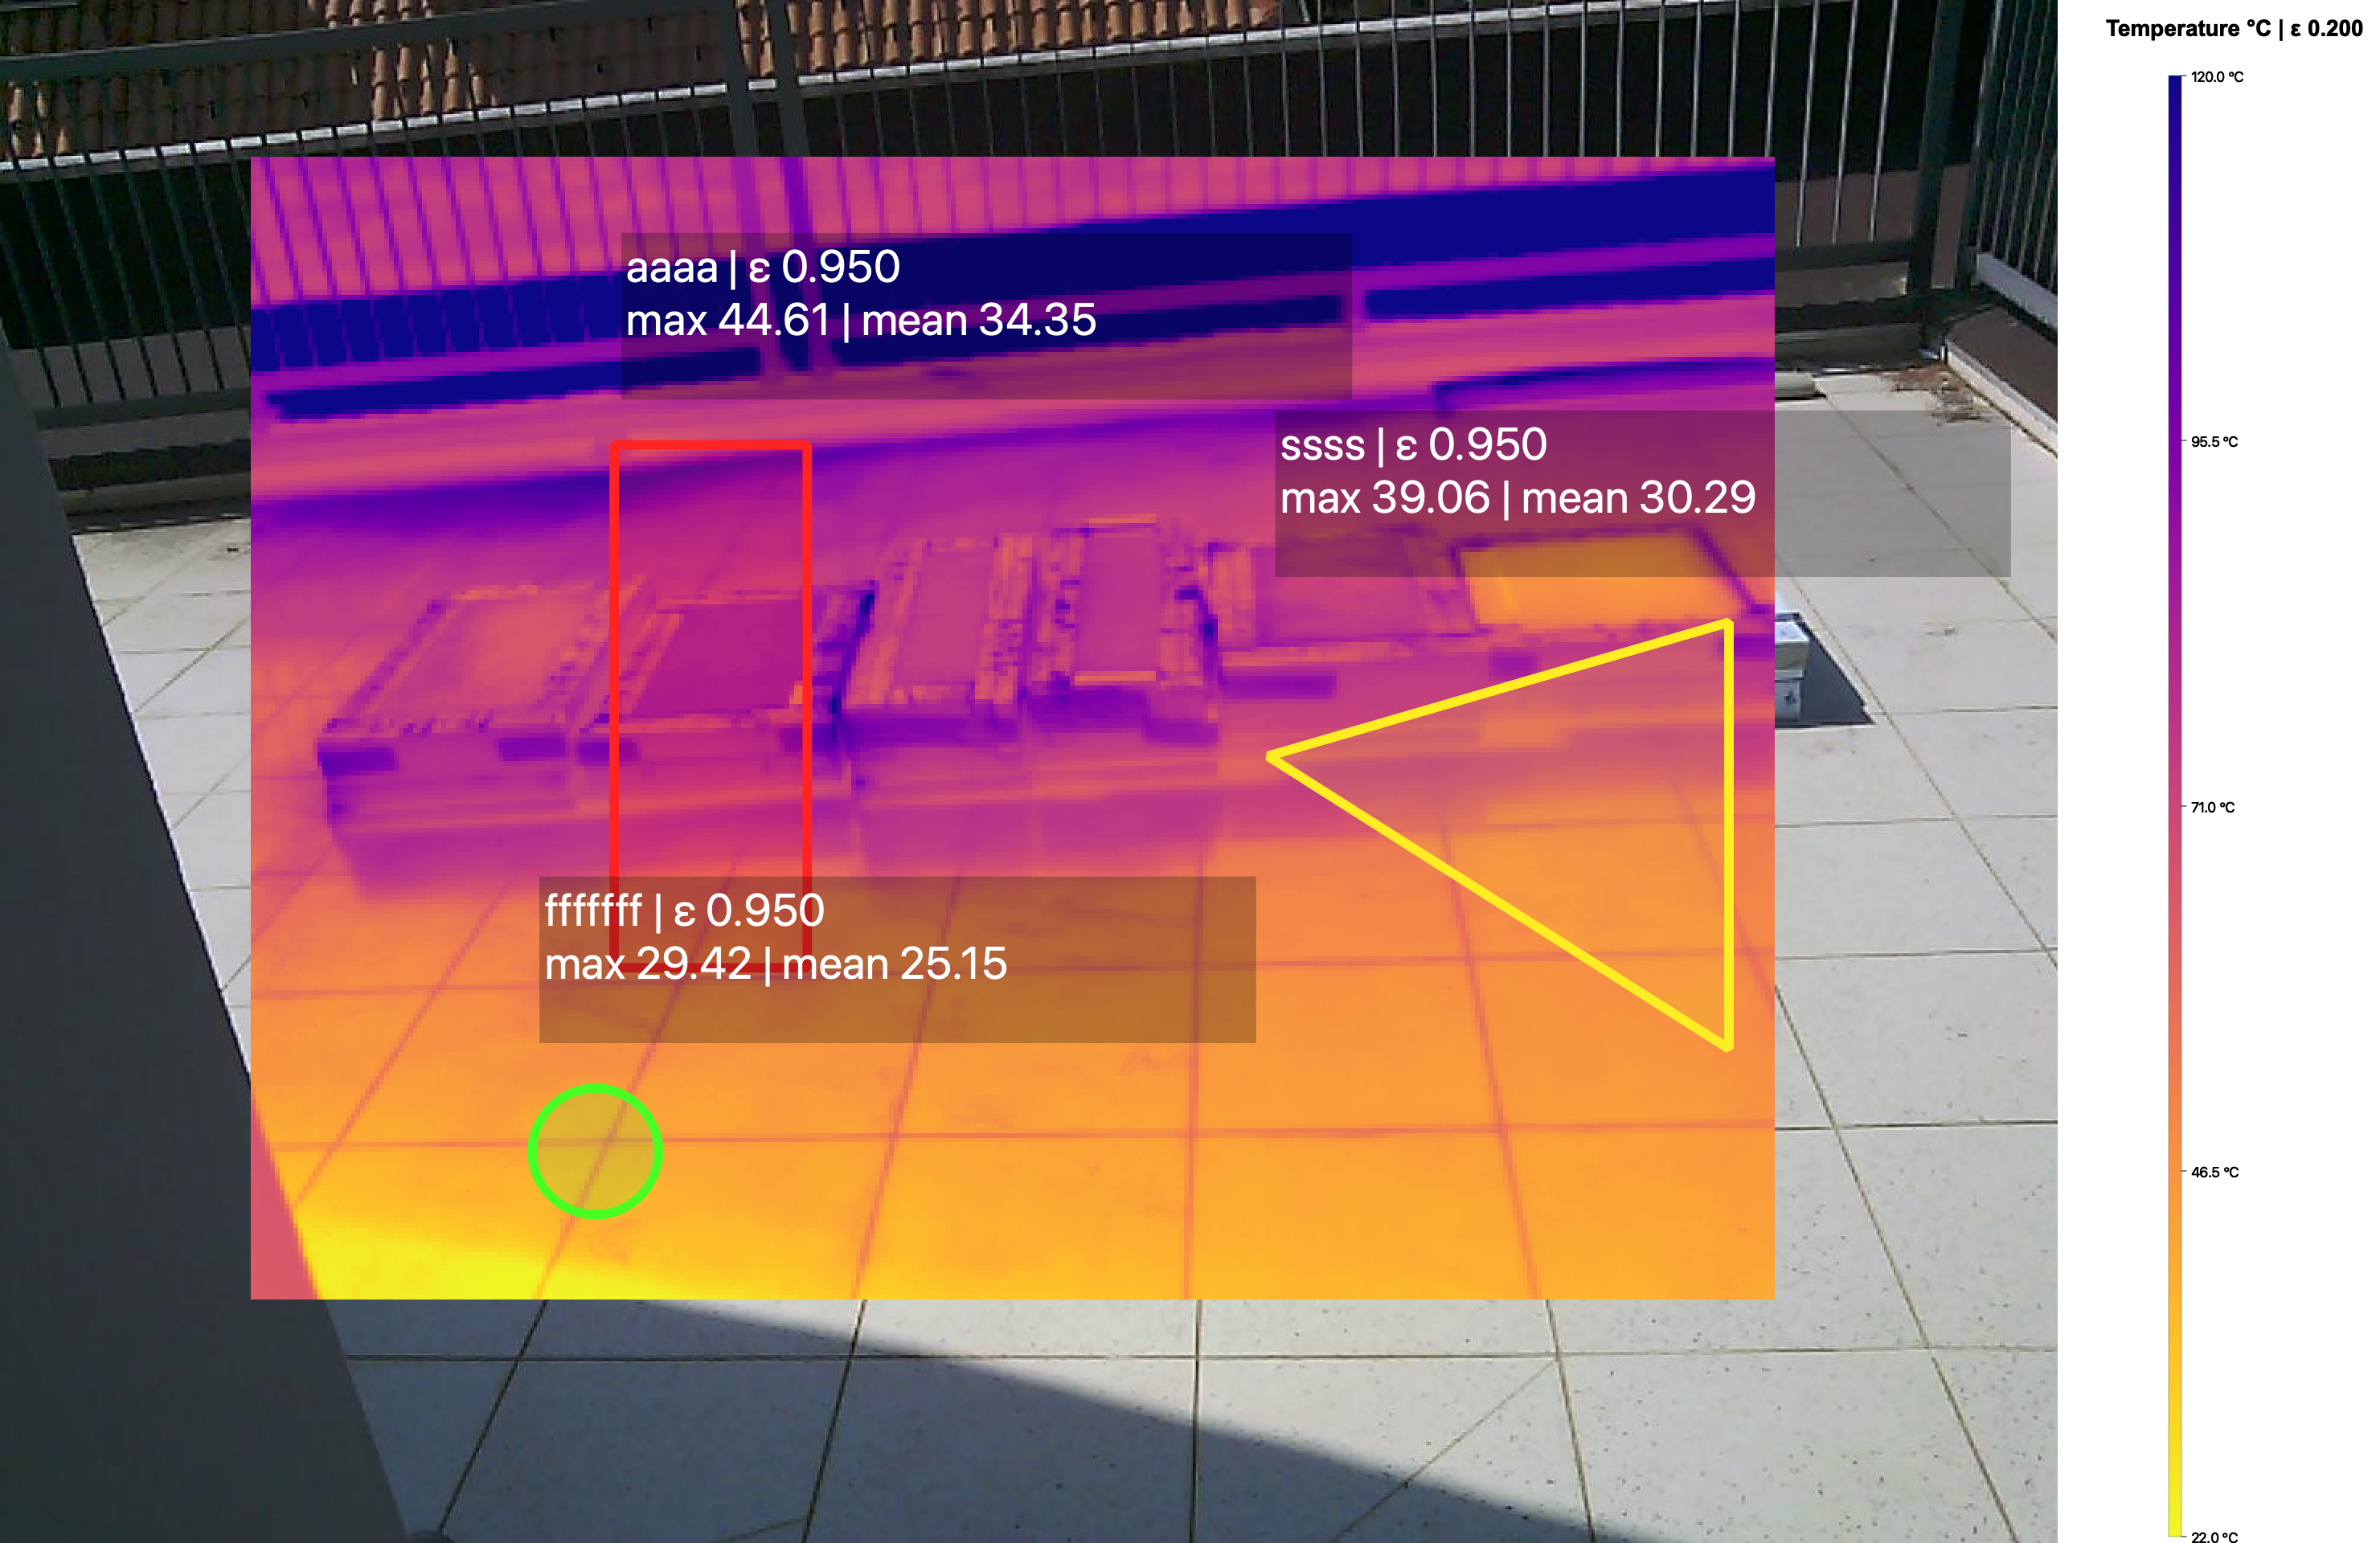 Temperature °C | ε 0.200
120.0 °C
aaaa | ε 0.950
max 44.61 | mean 34.35
95.5 °C
ssss | ε 0.950
max 39.06 | mean 30.29
71.0 °C
fffffff | ε 0.950
max 29.42 | mean 25.15
46.5 °C
22.0 °C